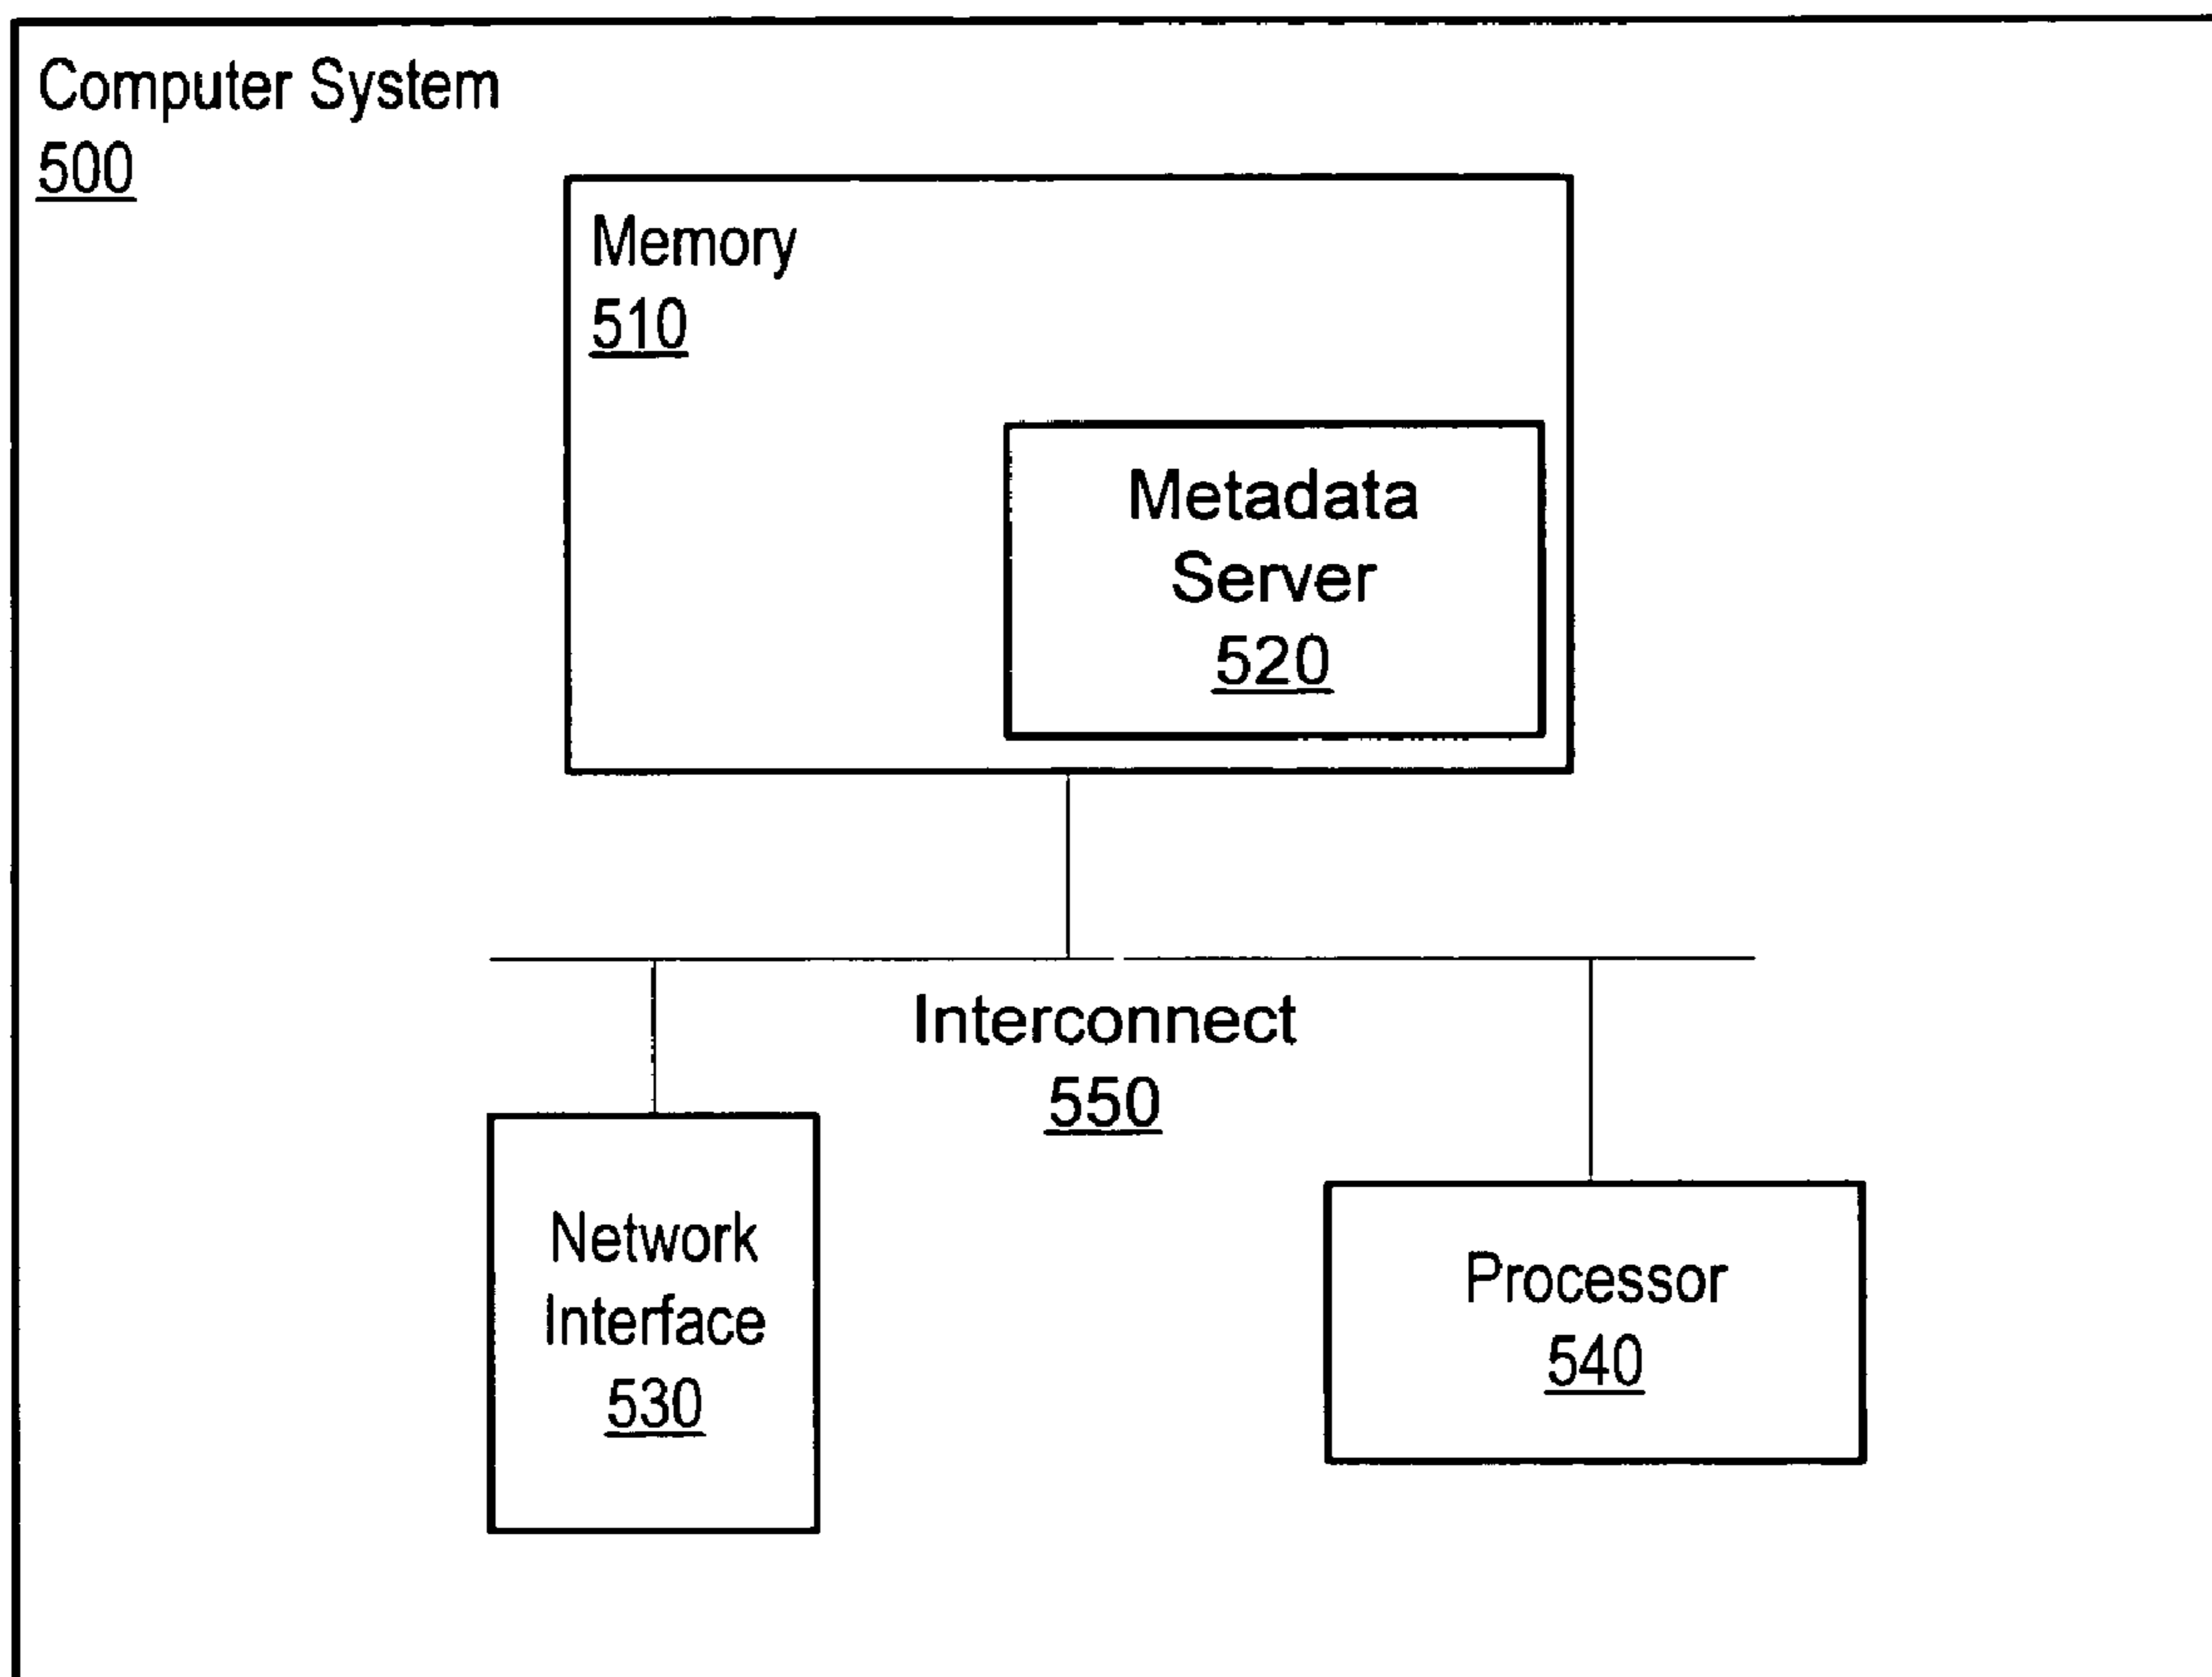 Computer System
500
Memory
510
Metadata
Server
520
Interconnect
550
Network
Interface
530
Processor
540